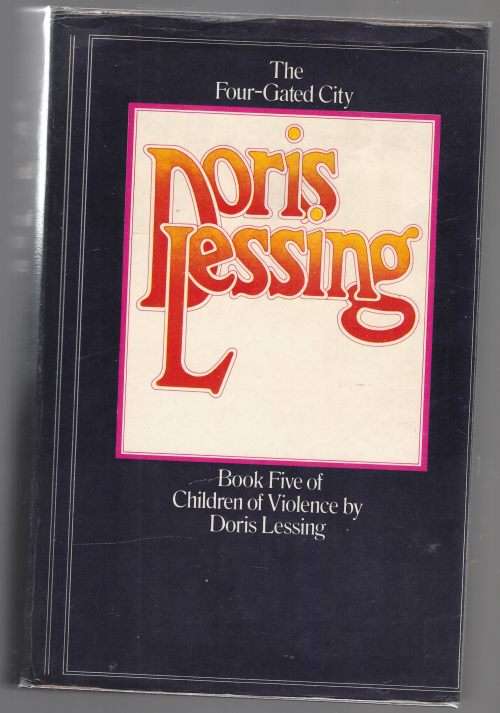 The
Four-Gated City
Doris
Lessing
Book Five of
Children of Violence by
Doris Lessing